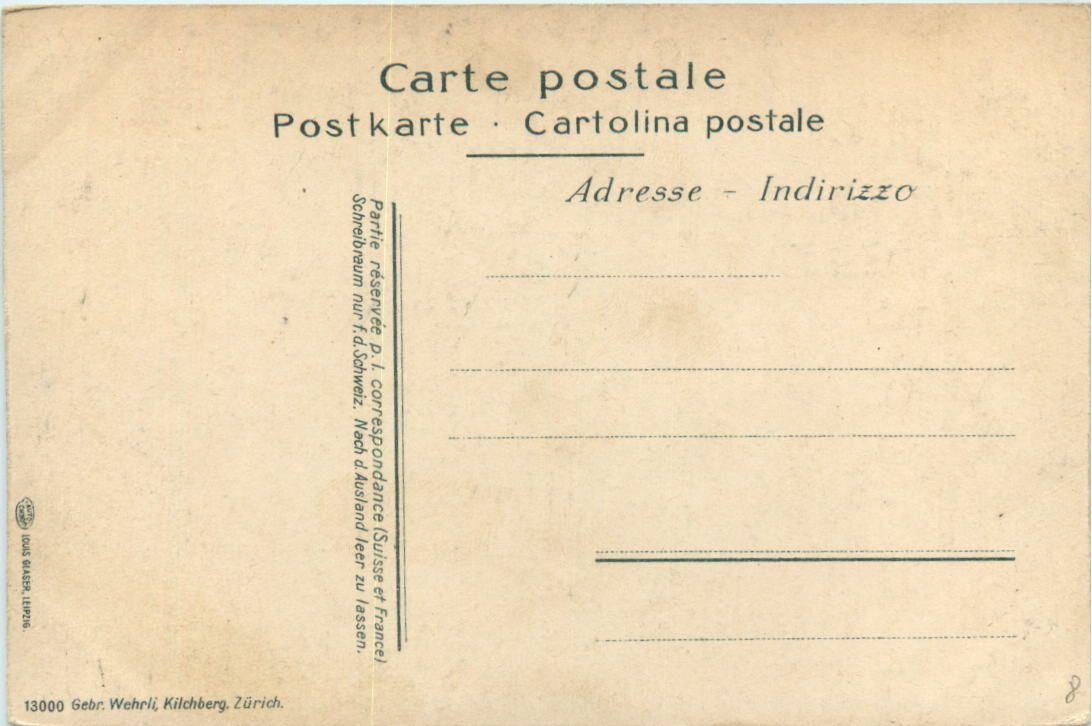 Carte postale
Postkarte · Cartolina postale
Adresse - Indirizzo
Partie réservée p. l. correspondance (Suisse et France)
Schreibraum nur f. d. Schweiz. Nach d. Ausland leer zu lassen.
LOUIS GLASER, LEIPZIG.
13000 Gebr. Wehrli, Kilchberg. Zürich.
8